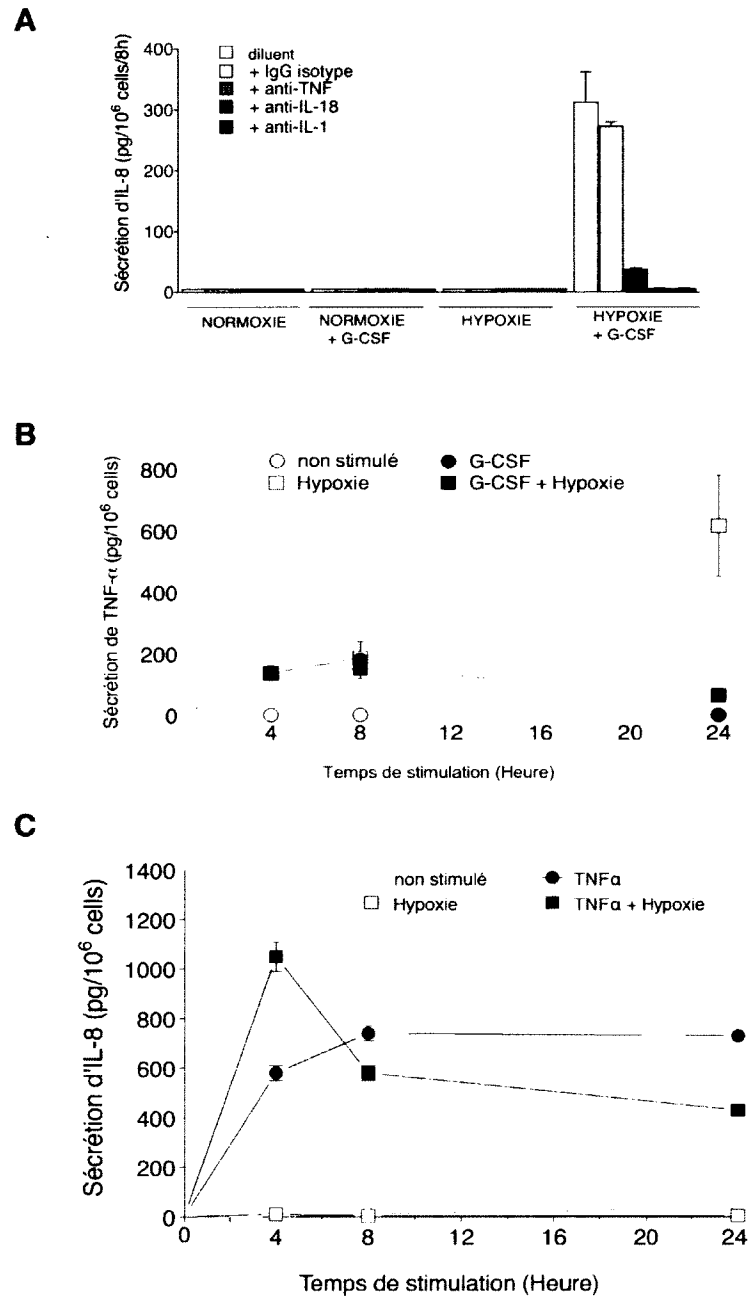 A
Sécrétion d'IL-8 (pg/10⁶ cells/8h)
400
300
200
100
0
diluent
+ IgG isotype
+ anti-TNF
+ anti-IL-18
+ anti-IL-1
NORMOXIE
NORMOXIE
+ G-CSF
HYPOXIE
HYPOXIE
+ G-CSF
B
Sécrétion de TNF-α (pg/10⁶ cells)
800
600
400
200
0
non stimulé
G-CSF
Hypoxie
G-CSF + Hypoxie
4
8
12
16
20
24
Temps de stimulation (Heure)
C
Sécrétion d'IL-8 (pg/10⁶ cells)
1400
1200
1000
800
600
400
200
0
non stimulé
TNFα
Hypoxie
TNFα + Hypoxie
0
4
8
12
16
20
24
Temps de stimulation (Heure)